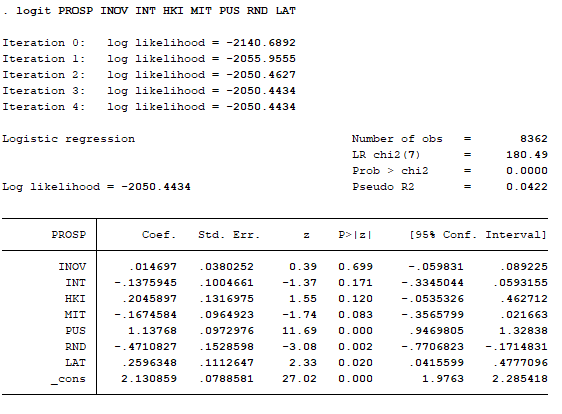 . logit PROSP INOV INT HKI MIT PUS RND LAT
Iteration 0:   log likelihood = -2140.6892
Iteration 1:   log likelihood = -2055.9555
Iteration 2:   log likelihood = -2050.4627
Iteration 3:   log likelihood = -2050.4434
Iteration 4:   log likelihood = -2050.4434
Logistic regression   Number of obs   =   8362
LR chi2(7)   =   180.49
Prob > chi2   =   0.0000
Log likelihood = -2050.4434   Pseudo R2   =   0.0422
PROSP   Coef.   Std. Err.   z   P>|z|   [95% Conf. Interval]
INOV   .014697   .0380252   0.39   0.699   -.059831   .089225
INT   -.1375945   .1004661   -1.37   0.171   -.3345044   .0593155
HKI   .2045897   .1316975   1.55   0.120   -.0535326   .462712
MIT   -.1674584   .0964923   -1.74   0.083   -.3565799   .021663
PUS   1.13768   .0972976   11.69   0.000   .9469805   1.32838
RND   -.4710827   .1528598   -3.08   0.002   -.7706823   -.1714831
LAT   .2596348   .1112647   2.33   0.020   .0415599   .4777096
_cons   2.130859   .0788581   27.02   0.000   1.9763   2.285418